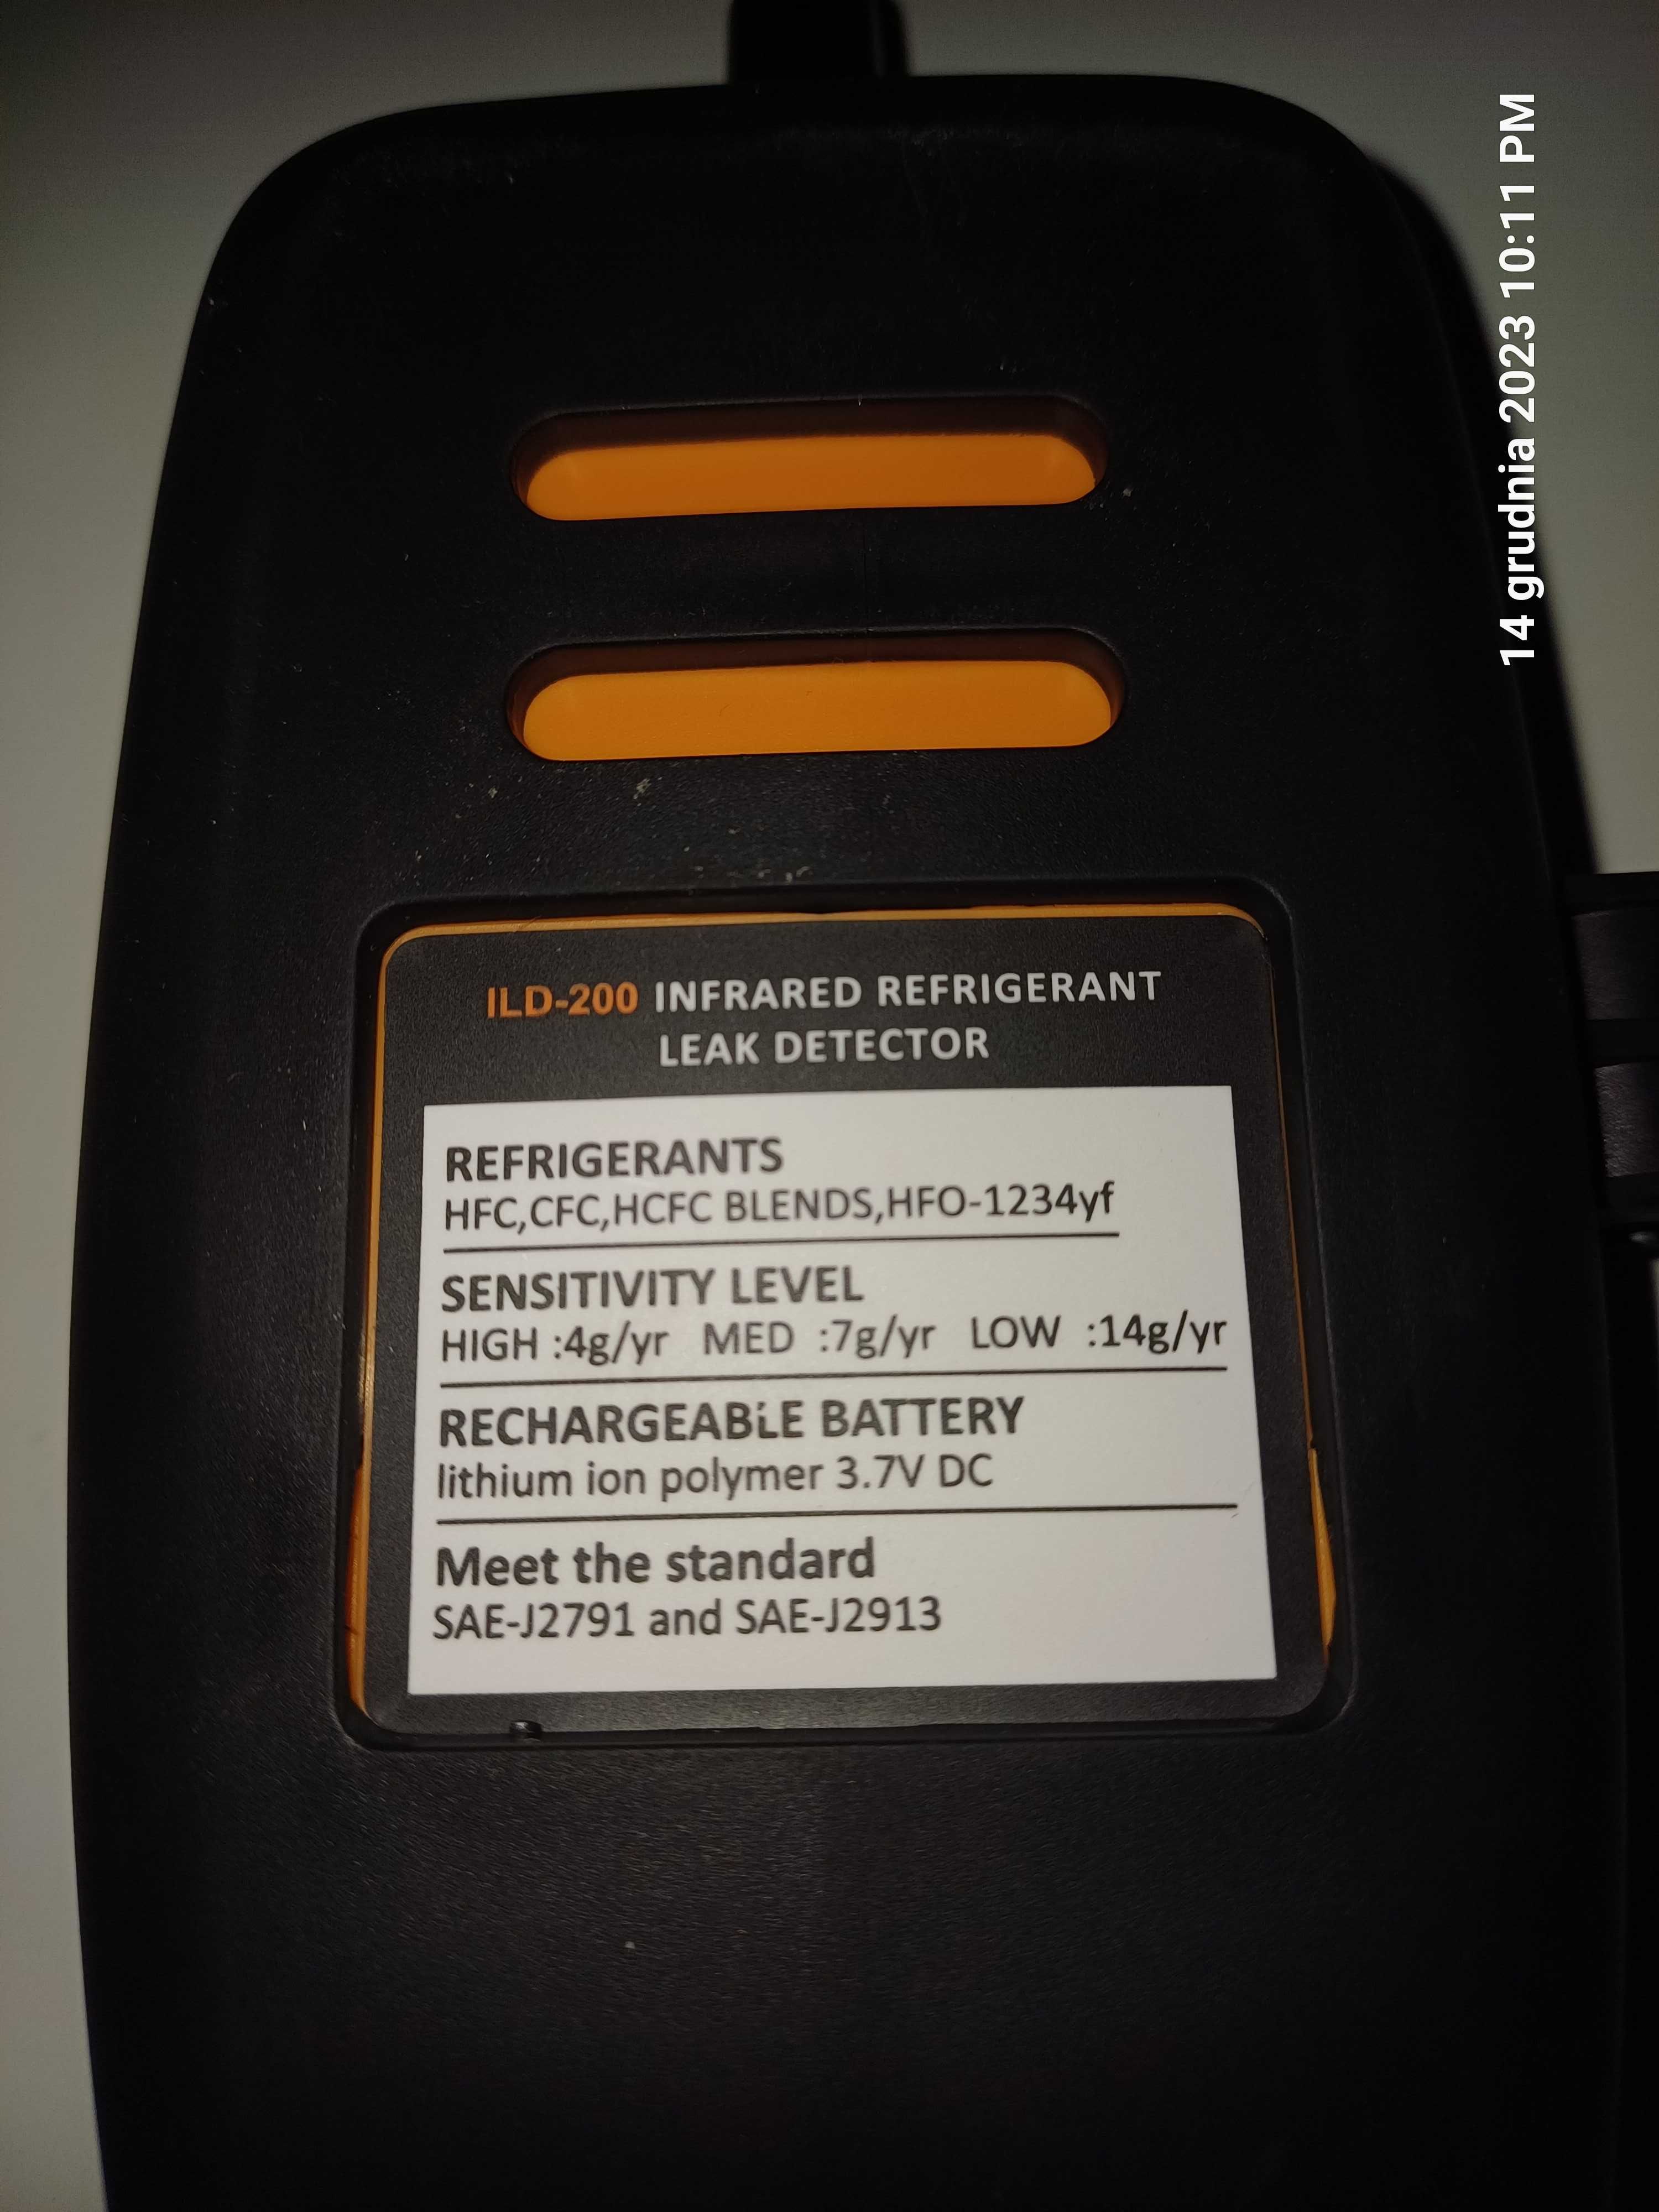 ILD-200 INFRARED REFRIGERANT
LEAK DETECTOR
REFRIGERANTS
HFC,CFC,HCFC BLENDS,HFO-1234yf
SENSITIVITY LEVEL
HIGH :4g/yr MED :7g/yr LOW :14g/yr
RECHARGEABLE BATTERY
lithium ion polymer 3.7V DC
Meet the standard
SAE-J2791 and SAE-J2913
14 grudnia 2023 10:11 PM